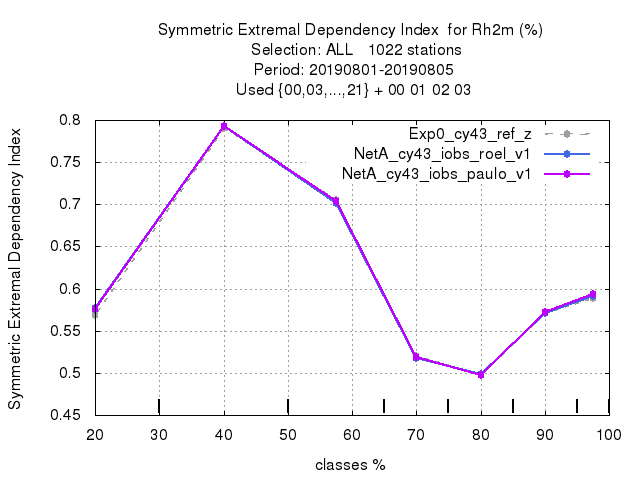 Symmetric Extremal Dependency Index  for Rh2m (%)
Selection: ALL   1022 stations
Period: 20190801-20190805
Used {00,03,...,21} + 00 01 02 03
Exp0_cy43_ref_z
NetA_cy43_iobs_roel_v1
NetA_cy43_iobs_paulo_v1
Symmetric Extremal Dependency Index
0.8
0.75
0.7
0.65
0.6
0.55
0.5
0.45
20 30 40 50 60 70 80 90 100
classes %